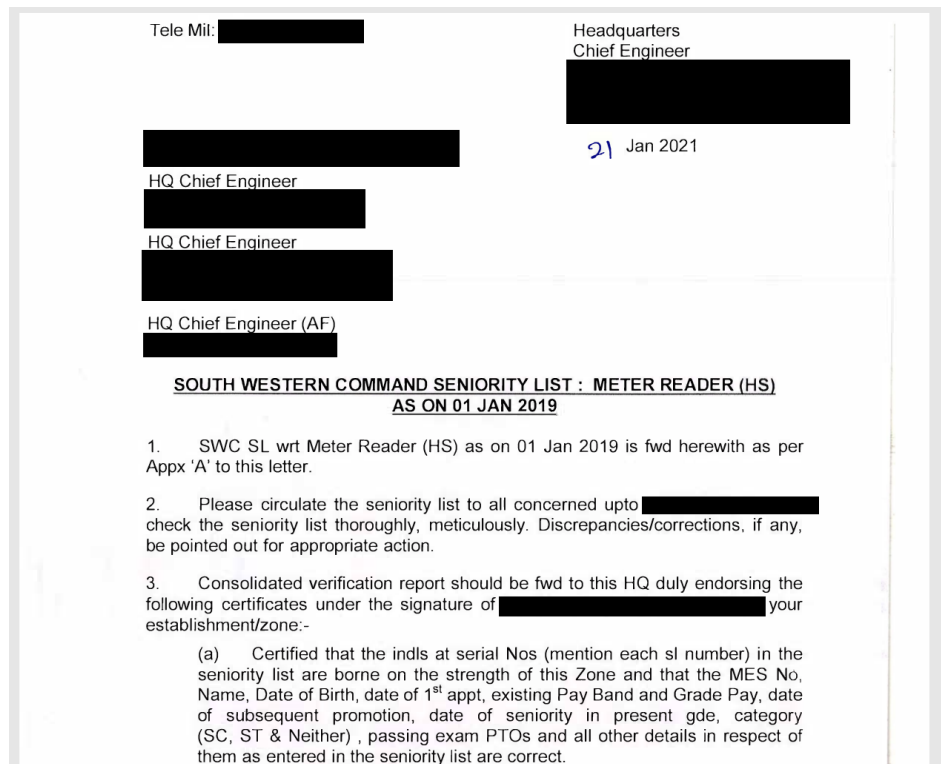 Tele Mil:
Headquarters
Chief Engineer
21 Jan 2021
HQ Chief Engineer
HQ Chief Engineer
HQ Chief Engineer (AF)
SOUTH WESTERN COMMAND SENIORITY LIST : METER READER (HS)
AS ON 01 JAN 2019
1. SWC SL wrt Meter Reader (HS) as on 01 Jan 2019 is fwd herewith as per
Appx 'A' to this letter.
2. Please circulate the seniority list to all concerned upto
check the seniority list thoroughly, meticulously. Discrepancies/corrections, if any,
be pointed out for appropriate action.
3. Consolidated verification report should be fwd to this HQ duly endorsing the
following certificates under the signature of your
establishment/zone:-
(a) Certified that the indls at serial Nos (mention each sl number) in the
seniority list are borne on the strength of this Zone and that the MES No,
Name, Date of Birth, date of 1st appt, existing Pay Band and Grade Pay, date
of subsequent promotion, date of seniority in present gde, category
(SC, ST & Neither) , passing exam PTOs and all other details in respect of
them as entered in the seniority list are correct.